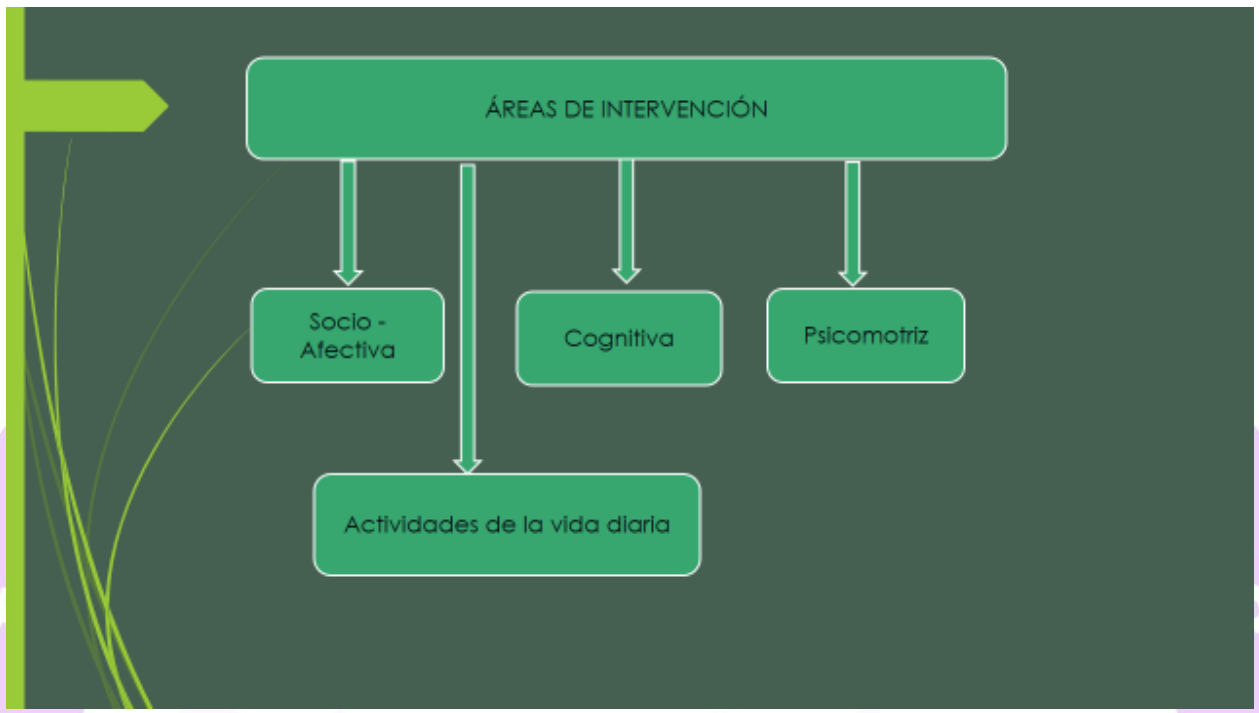 ÁREAS DE INTERVENCIÓN
Socio -
Afectiva
Cognitiva
Psicomotriz
Actividades de la vida diaria